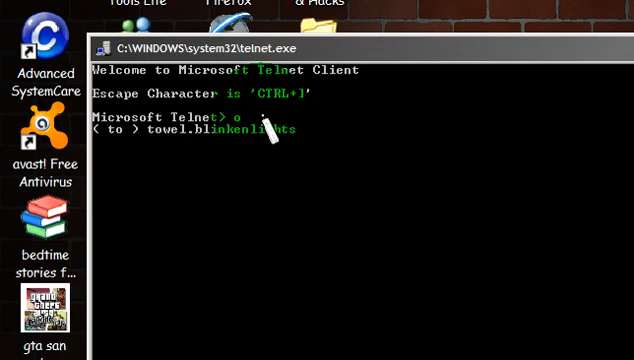 Tools Lite
Firefox
& Hacks
C:\WINDOWS\system32\telnet.exe
Welcome to Microsoft Telnet Client
Escape Character is 'CTRL+]'
Microsoft Telnet> o
( to ) towel.blinkenlights
Advanced
SystemCare
avast! Free
Antivirus
bedtime
stories f...
gta san